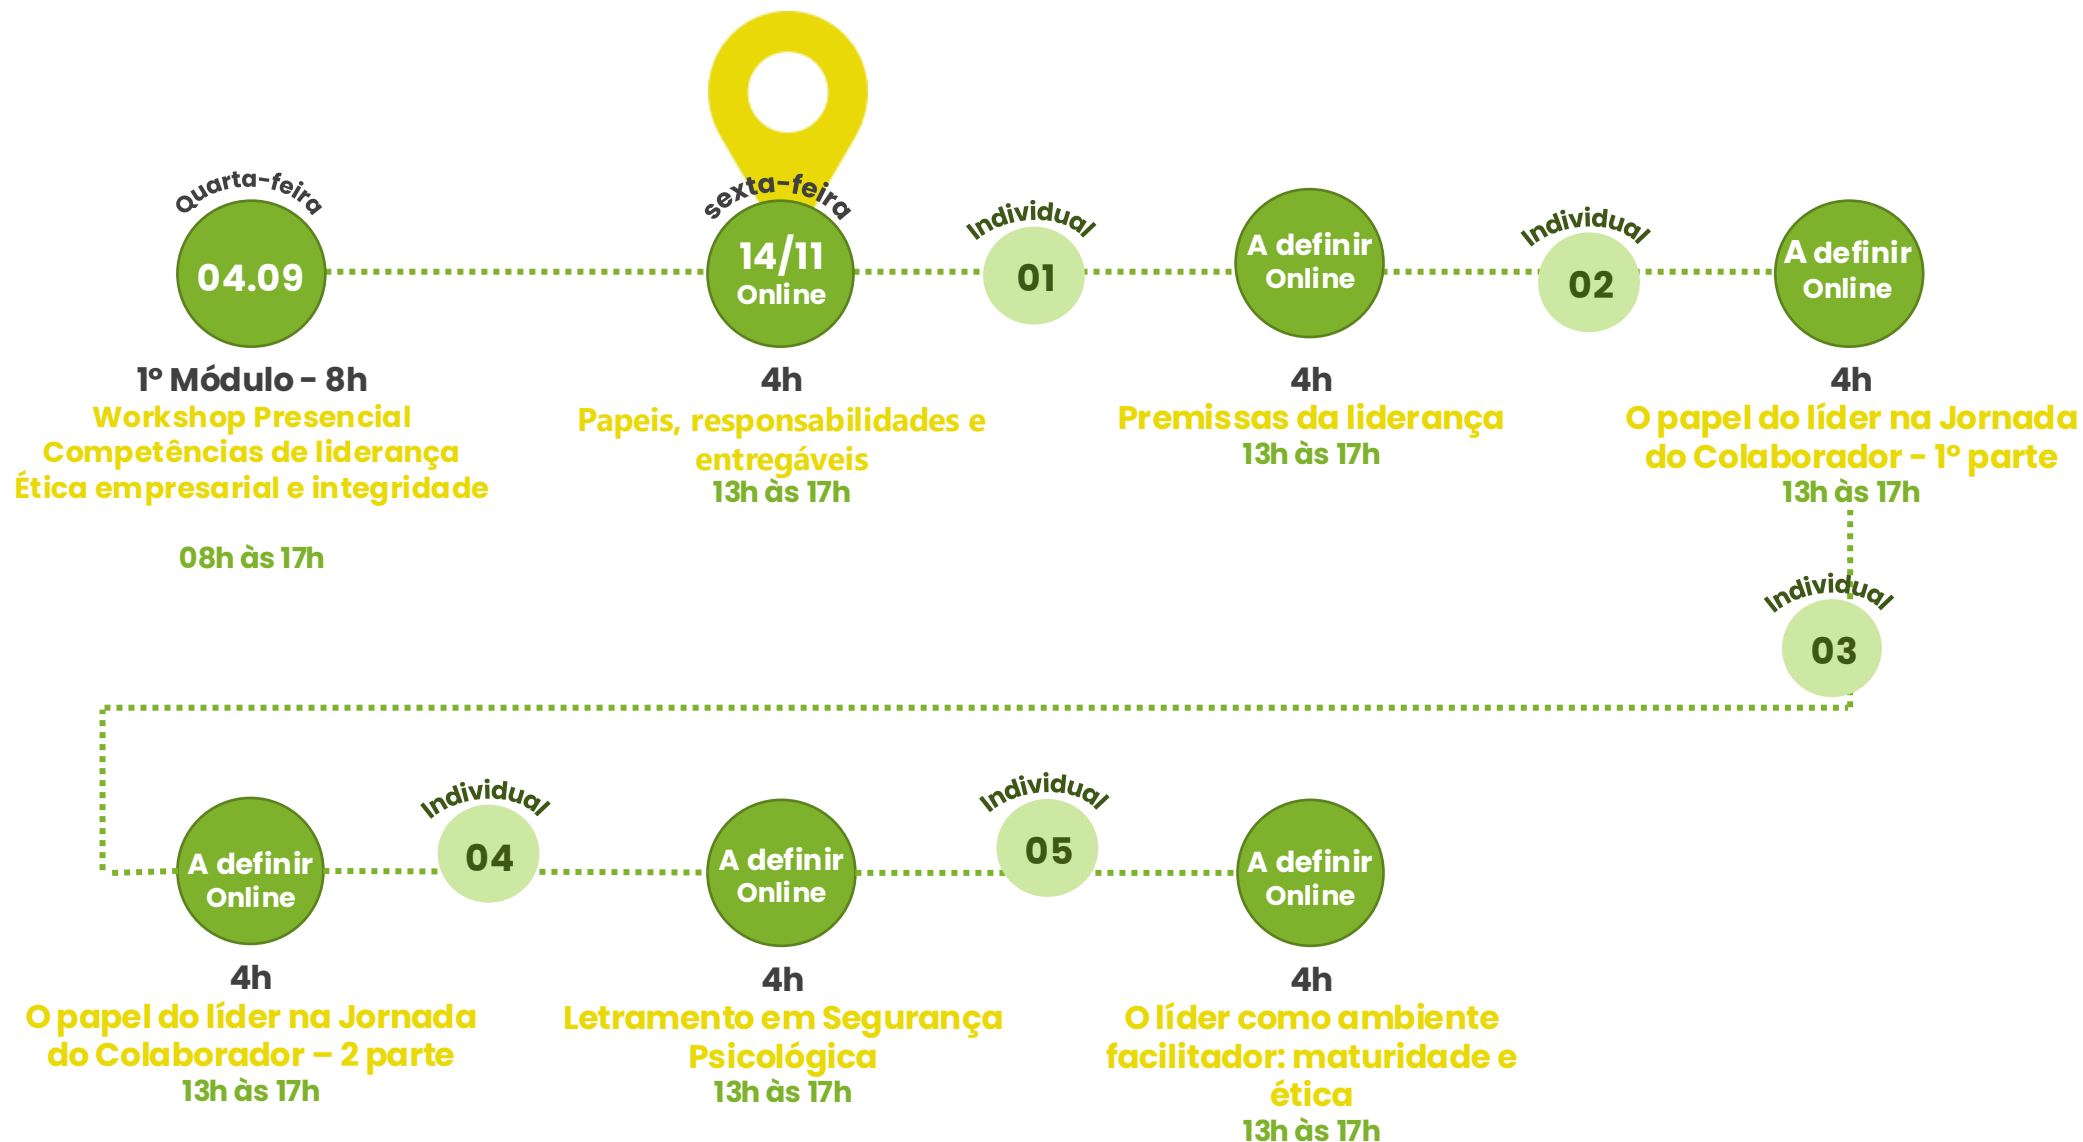 Quarta-feira
04.09
1º Módulo - 8h
Workshop Presencial
Competências de liderança
Ética empresarial e integridade
08h às 17h
sexta-feira
14/11
Online
4h
Papeis, responsabilidades e
entregáveis
13h às 17h
Individual
01
A definir
Online
4h
Premissas da liderança
13h às 17h
Individual
02
A definir
Online
4h
O papel do líder na Jornada
do Colaborador - 1º parte
13h às 17h
Individual
03
A definir
Online
4h
O papel do líder na Jornada
do Colaborador – 2 parte
13h às 17h
Individual
04
A definir
Online
4h
Letramento em Segurança
Psicológica
13h às 17h
Individual
05
A definir
Online
4h
O líder como ambiente
facilitador: maturidade e
ética
13h às 17h